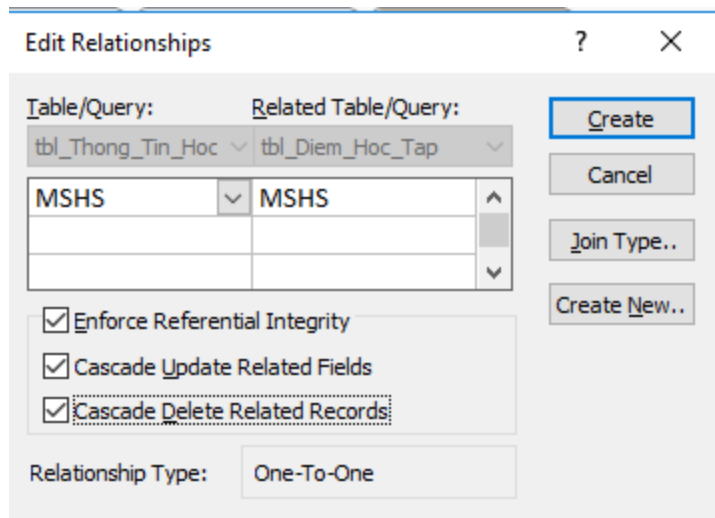 Edit Relationships ? ✕
Table/Query: Related Table/Query:
tbl_Thong_Tin_Hoc tbl_Diem_Hoc_Tap
MSHS MSHS
Enforce Referential Integrity
Cascade Update Related Fields
Cascade Delete Related Records
Relationship Type: One-To-One
Create
Cancel
Join Type..
Create New..